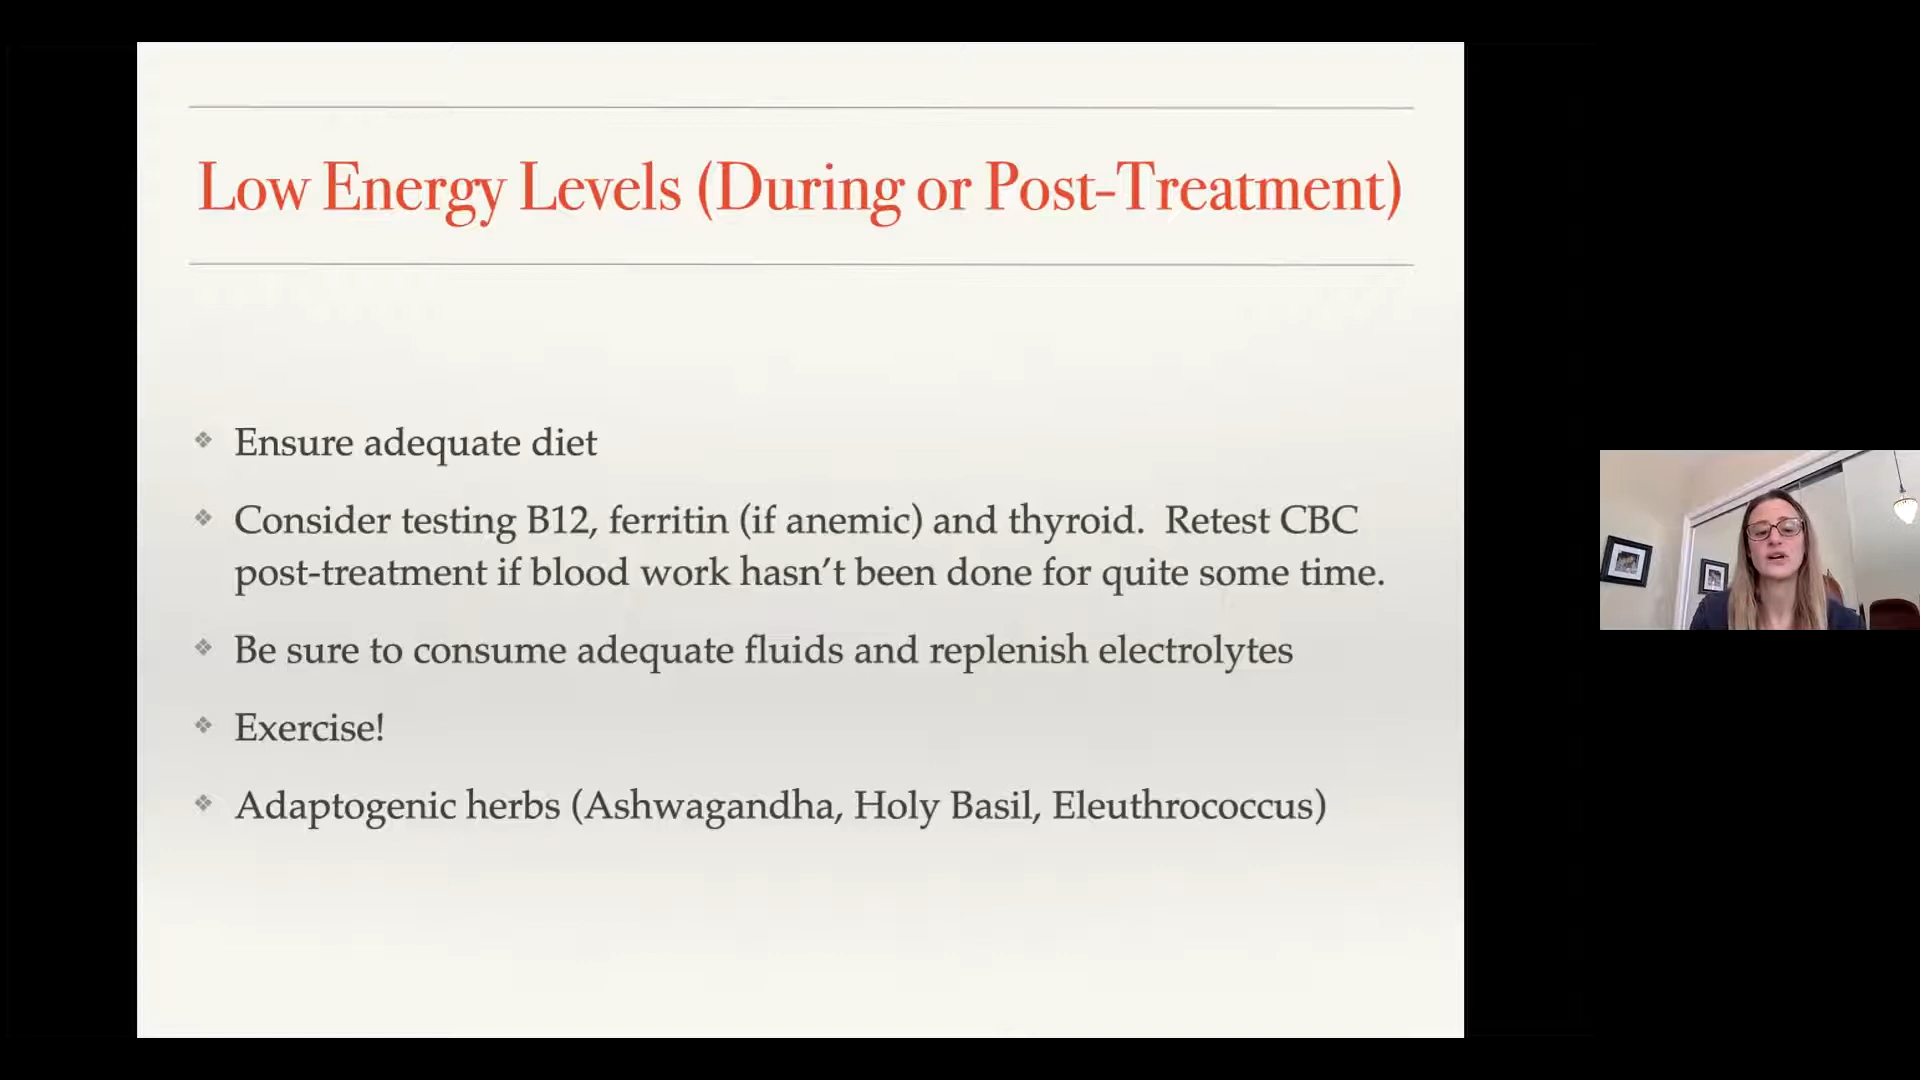 Low Energy Levels (During or Post-Treatment)
Ensure adequate diet
Consider testing B12, ferritin (if anemic) and thyroid.  Retest CBC
post-treatment if blood work hasn’t been done for quite some time.
Be sure to consume adequate fluids and replenish electrolytes
Exercise!
Adaptogenic herbs (Ashwagandha, Holy Basil, Eleuthrococcus)